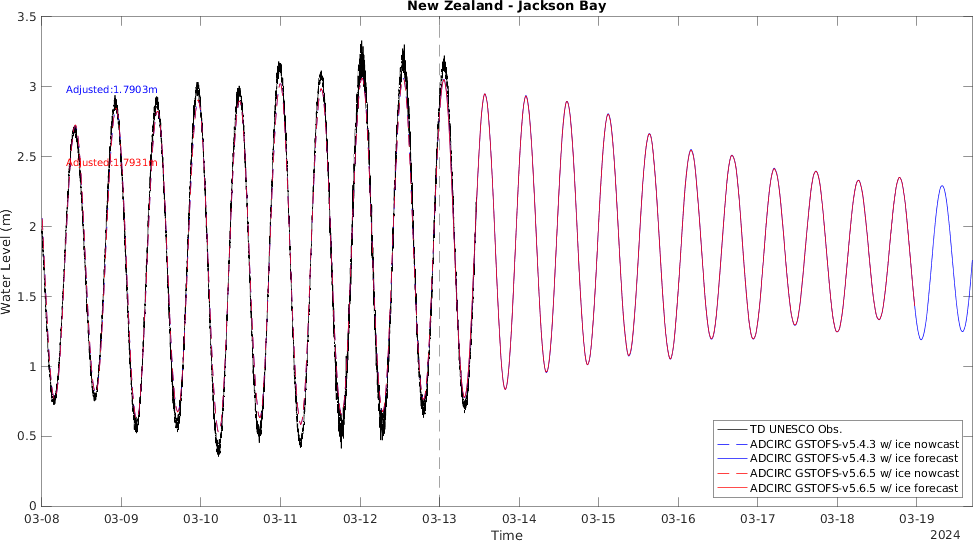 New Zealand - Jackson Bay
3.5
3
2.5
2
1.5
1
0.5
0
Water Level (m)
Adjusted:1.7903m
Adjusted:1.7931m
TD UNESCO Obs.
ADCIRC GSTOFS-v5.4.3 w/ ice nowcast
ADCIRC GSTOFS-v5.4.3 w/ ice forecast
ADCIRC GSTOFS-v5.6.5 w/ ice nowcast
ADCIRC GSTOFS-v5.6.5 w/ ice forecast
03-08 03-09 03-10 03-11 03-12 03-13 03-14 03-15 03-16 03-17 03-18 03-19
Time
2024